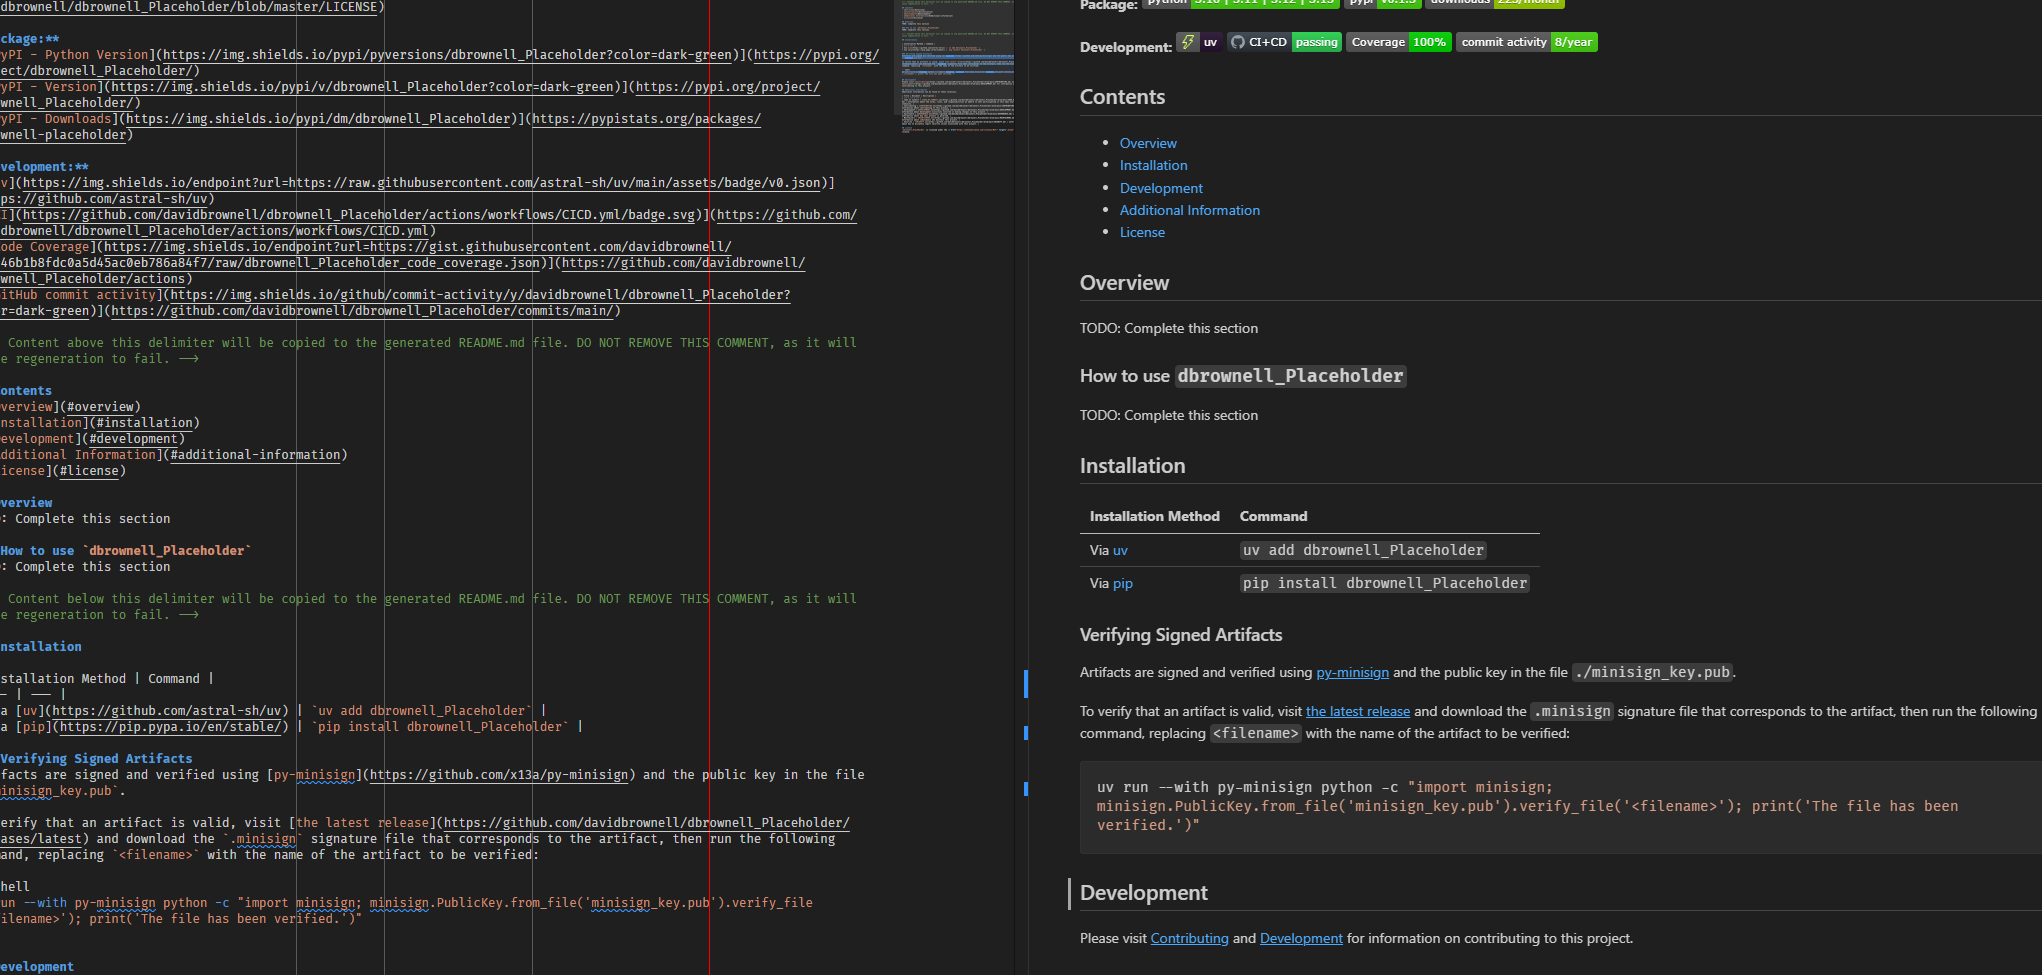 dbrownell/dbrownell_Placeholder/blob/master/LICENSE)
ckage:**
yPI - Python Version](https://img.shields.io/pypi/pyversions/dbrownell_Placeholder?color=dark-green)](https://pypi.org/
ect/dbrownell_Placeholder/)
yPI - Version](https://img.shields.io/pypi/v/dbrownell_Placeholder?color=dark-green)](https://pypi.org/project/
wnell_Placeholder/)
yPI - Downloads](https://img.shields.io/pypi/dm/dbrownell_Placeholder)](https://pypistats.org/packages/
wnell-placeholder)
velopment:**
v](https://img.shields.io/endpoint?url=https://raw.githubusercontent.com/astral-sh/uv/main/assets/badge/v0.json)]
ps://github.com/astral-sh/uv)
I](https://github.com/davidbrownell/dbrownell_Placeholder/actions/workflows/CICD.yml/badge.svg)](https://github.com/
dbrownell/dbrownell_Placeholder/actions/workflows/CICD.yml)
ode Coverage](https://img.shields.io/endpoint?url=https://gist.githubusercontent.com/davidbrownell/
46b1b8fdc0a5d45ac0eb786a84f7/raw/dbrownell_Placeholder_code_coverage.json)](https://github.com/davidbrownell/
wnell_Placeholder/actions)
itHub commit activity](https://img.shields.io/github/commit-activity/y/davidbrownell/dbrownell_Placeholder?
r=dark-green)](https://github.com/davidbrownell/dbrownell_Placeholder/commits/main/)
Content above this delimiter will be copied to the generated README.md file. DO NOT REMOVE THIS COMMENT, as it will
e regeneration to fail. -->
ontents
verview](#overview)
nstallation](#installation)
evelopment](#development)
dditional Information](#additional-information)
icense](#license)
verview
: Complete this section
How to use `dbrownell_Placeholder`
: Complete this section
Content below this delimiter will be copied to the generated README.md file. DO NOT REMOVE THIS COMMENT, as it will
e regeneration to fail. -->
nstallation
stallation Method | Command |
- | --- |
a [uv](https://github.com/astral-sh/uv) | `uv add dbrownell_Placeholder` |
a [pip](https://pip.pypa.io/en/stable/) | `pip install dbrownell_Placeholder` |
Verifying Signed Artifacts
facts are signed and verified using [py-minisign](https://github.com/x13a/py-minisign) and the public key in the file
inisign_key.pub`.
erify that an artifact is valid, visit [the latest release](https://github.com/davidbrownell/dbrownell_Placeholder/
ases/latest) and download the `.minisign` signature file that corresponds to the artifact, then run the following
and, replacing `<filename>` with the name of the artifact to be verified:
hell
un --with py-minisign python -c "import minisign; minisign.PublicKey.from_file('minisign_key.pub').verify_file
ilename>'); print('The file has been verified.')"
evelopment
Package: python 3.10 | 3.11 | 3.12 | 3.13 pypi v0.1.5 downloads 225/month
Development: uv CI+CD passing Coverage 100% commit activity 8/year
Contents
• Overview
• Installation
• Development
• Additional Information
• License
Overview
TODO: Complete this section
How to use dbrownell_Placeholder
TODO: Complete this section
Installation
Installation Method Command
Via uv uv add dbrownell_Placeholder
Via pip pip install dbrownell_Placeholder
Verifying Signed Artifacts
Artifacts are signed and verified using py-minisign and the public key in the file ./minisign_key.pub.
To verify that an artifact is valid, visit the latest release and download the .minisign signature file that corresponds to the artifact, then run the following
command, replacing <filename> with the name of the artifact to be verified:
uv run --with py-minisign python -c "import minisign;
minisign.PublicKey.from_file('minisign_key.pub').verify_file('<filename>'); print('The file has been
verified.')"
Development
Please visit Contributing and Development for information on contributing to this project.